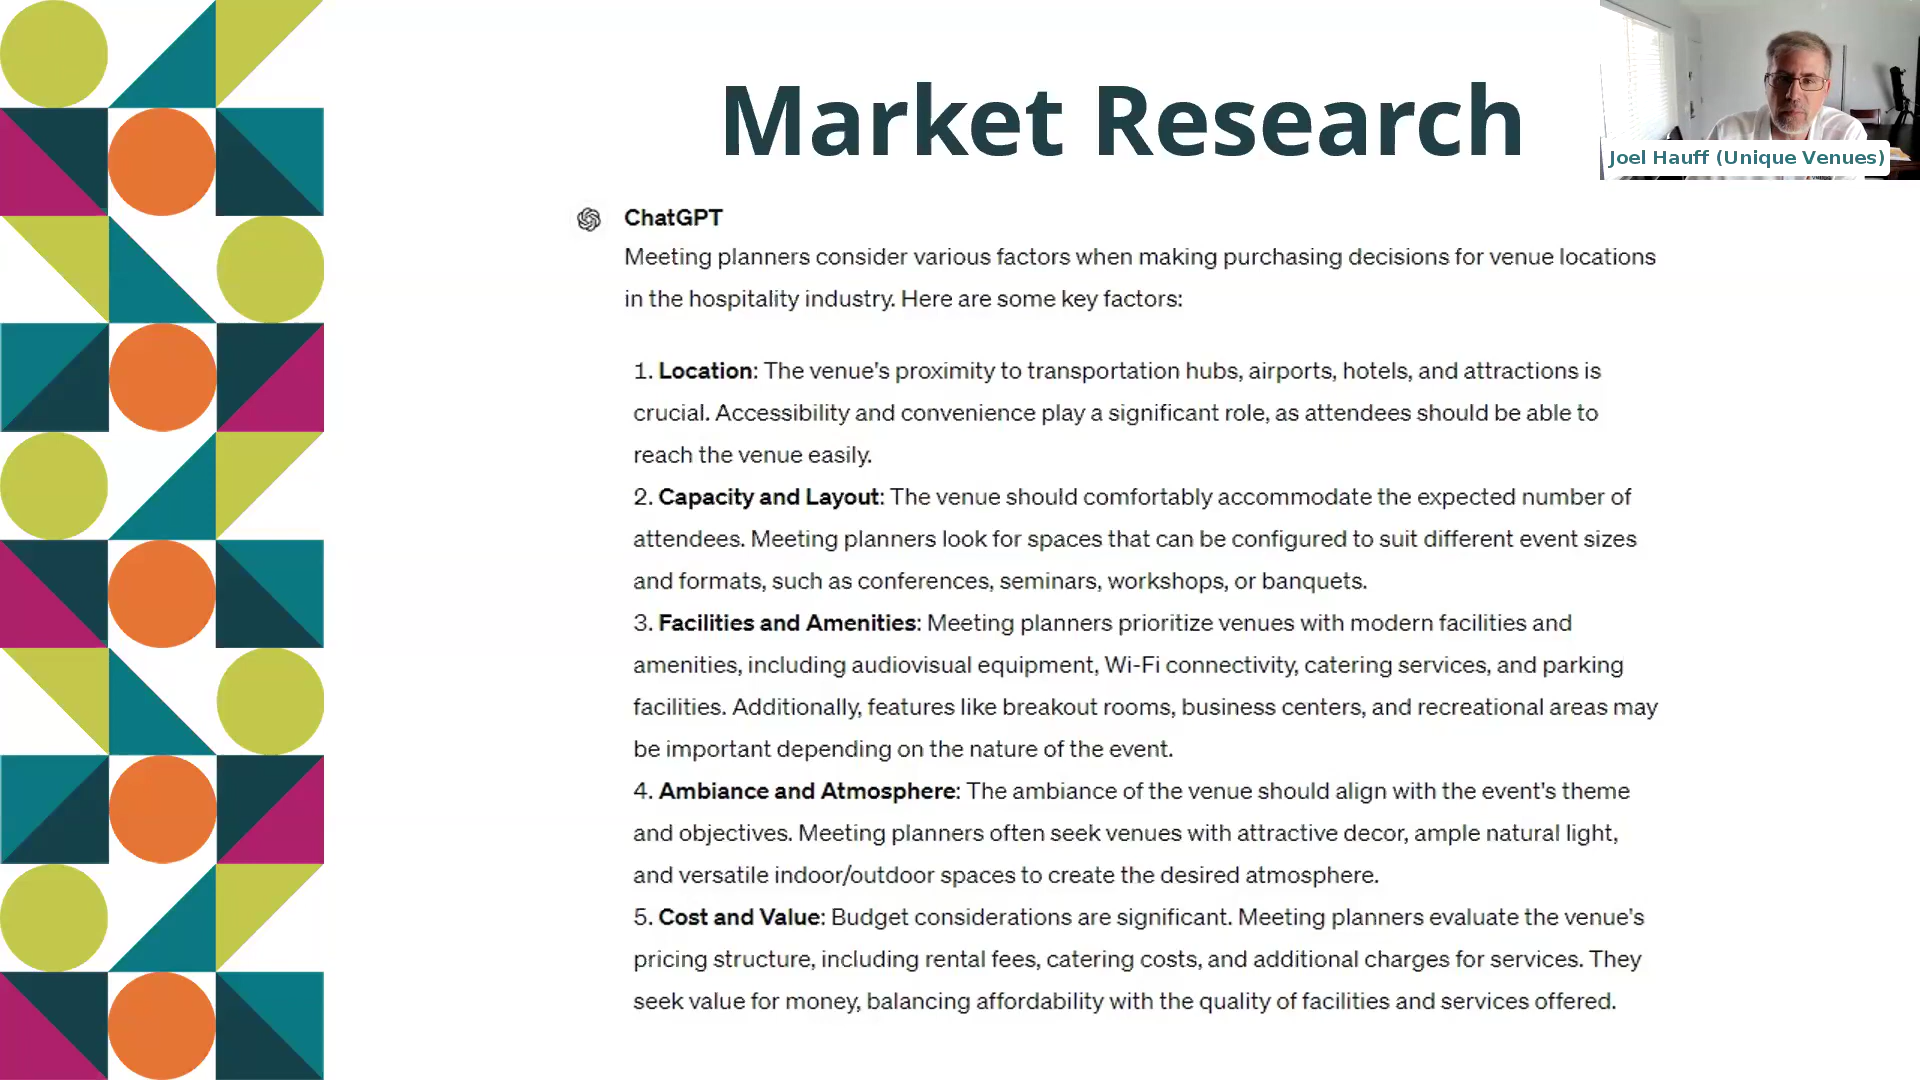 Market Research
Joel Hauff (Unique Venues)
ChatGPT
Meeting planners consider various factors when making purchasing decisions for venue locations
in the hospitality industry. Here are some key factors:
1. Location: The venue's proximity to transportation hubs, airports, hotels, and attractions is
crucial. Accessibility and convenience play a significant role, as attendees should be able to
reach the venue easily.
2. Capacity and Layout: The venue should comfortably accommodate the expected number of
attendees. Meeting planners look for spaces that can be configured to suit different event sizes
and formats, such as conferences, seminars, workshops, or banquets.
3. Facilities and Amenities: Meeting planners prioritize venues with modern facilities and
amenities, including audiovisual equipment, Wi-Fi connectivity, catering services, and parking
facilities. Additionally, features like breakout rooms, business centers, and recreational areas may
be important depending on the nature of the event.
4. Ambiance and Atmosphere: The ambiance of the venue should align with the event's theme
and objectives. Meeting planners often seek venues with attractive decor, ample natural light,
and versatile indoor/outdoor spaces to create the desired atmosphere.
5. Cost and Value: Budget considerations are significant. Meeting planners evaluate the venue's
pricing structure, including rental fees, catering costs, and additional charges for services. They
seek value for money, balancing affordability with the quality of facilities and services offered.